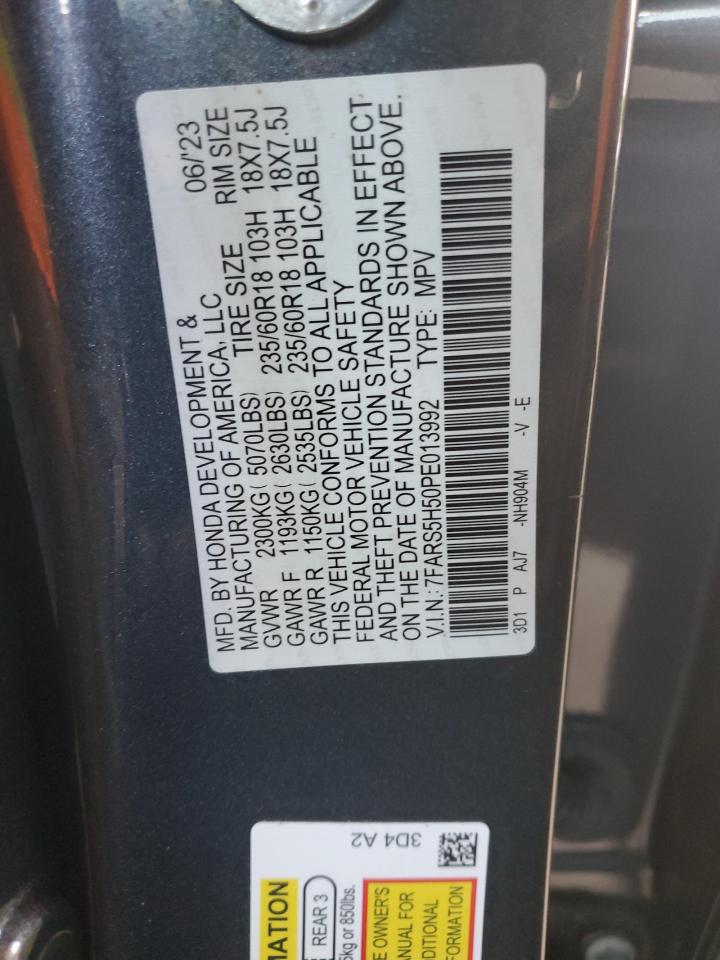 MFD. BY HONDA DEVELOPMENT & 06/'23
MANUFACTURING OF AMERICA, LLC
TIRE SIZE RIM SIZE
GVWR 2300KG( 5070LBS)
GAWR F 1193KG( 2630LBS) 235/60R18 103H 18X7.5J
GAWR R 1150KG( 2535LBS) 235/60R18 103H 18X7.5J
THIS VEHICLE CONFORMS TO ALL APPLICABLE
FEDERAL MOTOR VEHICLE SAFETY
AND THEFT PREVENTION STANDARDS IN EFFECT
ON THE DATE OF MANUFACTURE SHOWN ABOVE.
V.I.N.: 7FARS5H50PE013992 TYPE: MPV
3D1 P AJ7 -NH904M -V -E
3D4 A2
MATION
REAR 3
kg or 850lbs.
OWNER'S
FOR